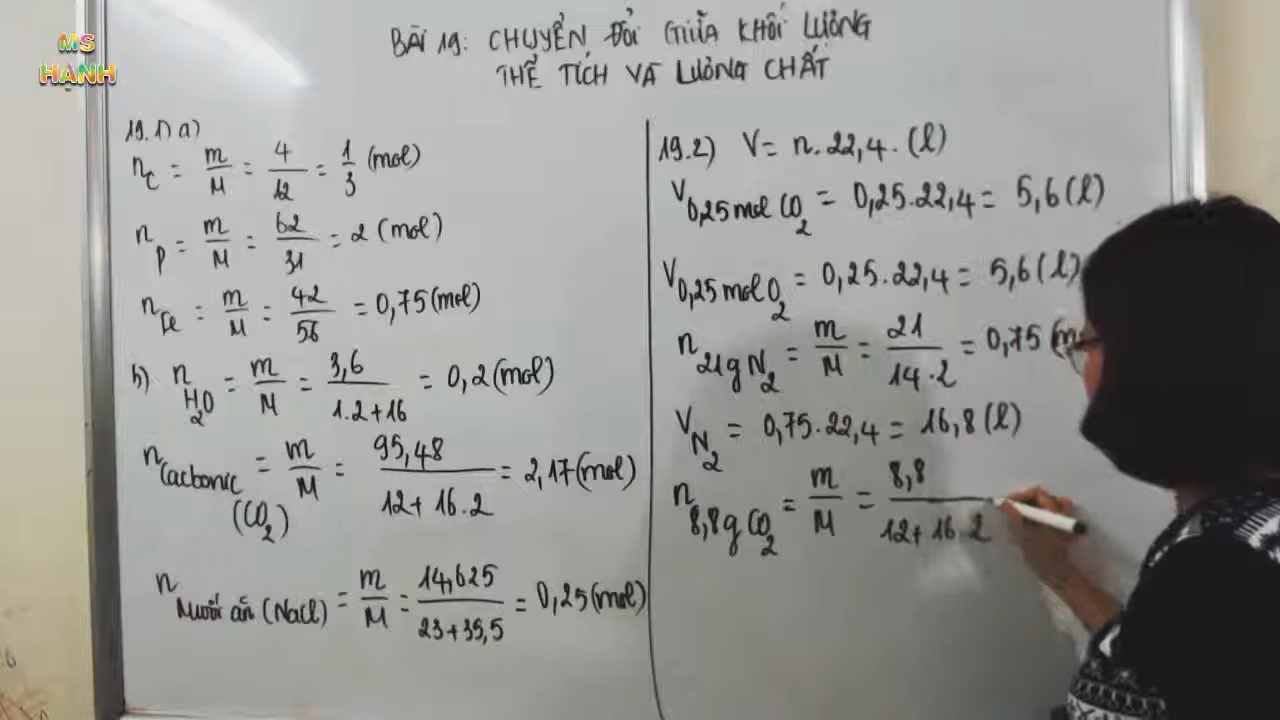 MS
HẠNH
BÀI 19: CHUYỂN ĐỔI GIỮA KHỐI LƯỢNG
THỂ TÍCH VÀ LƯỢNG CHẤT
19.1) a)
n_C = m/M = 4/12 = 1/3 (mol)
n_P = m/M = 62/31 = 2 (mol)
n_Fe = m/M = 42/56 = 0,75 (mol)
b) n_H₂O = m/M = 3,6/1.2+16 = 0,2 (mol)
n_Cacbonic (CO₂) = m/M = 95,48/12+16.2 = 2,17 (mol)
n_Muối ăn (NaCl) = m/M = 14,625/23+35,5 = 0,25 (mol)
19.2) V = n.22,4. (l)
V_0,25 mol CO₂ = 0,25.22,4 = 5,6 (l)
V_0,25 mol O₂ = 0,25.22,4 = 5,6 (l)
n_21g N₂ = m/M = 21/14.2 = 0,75 (m
V_N₂ = 0,75.22,4 = 16,8 (l)
n_8,8g CO₂ = m/M = 8,8/12+16.2